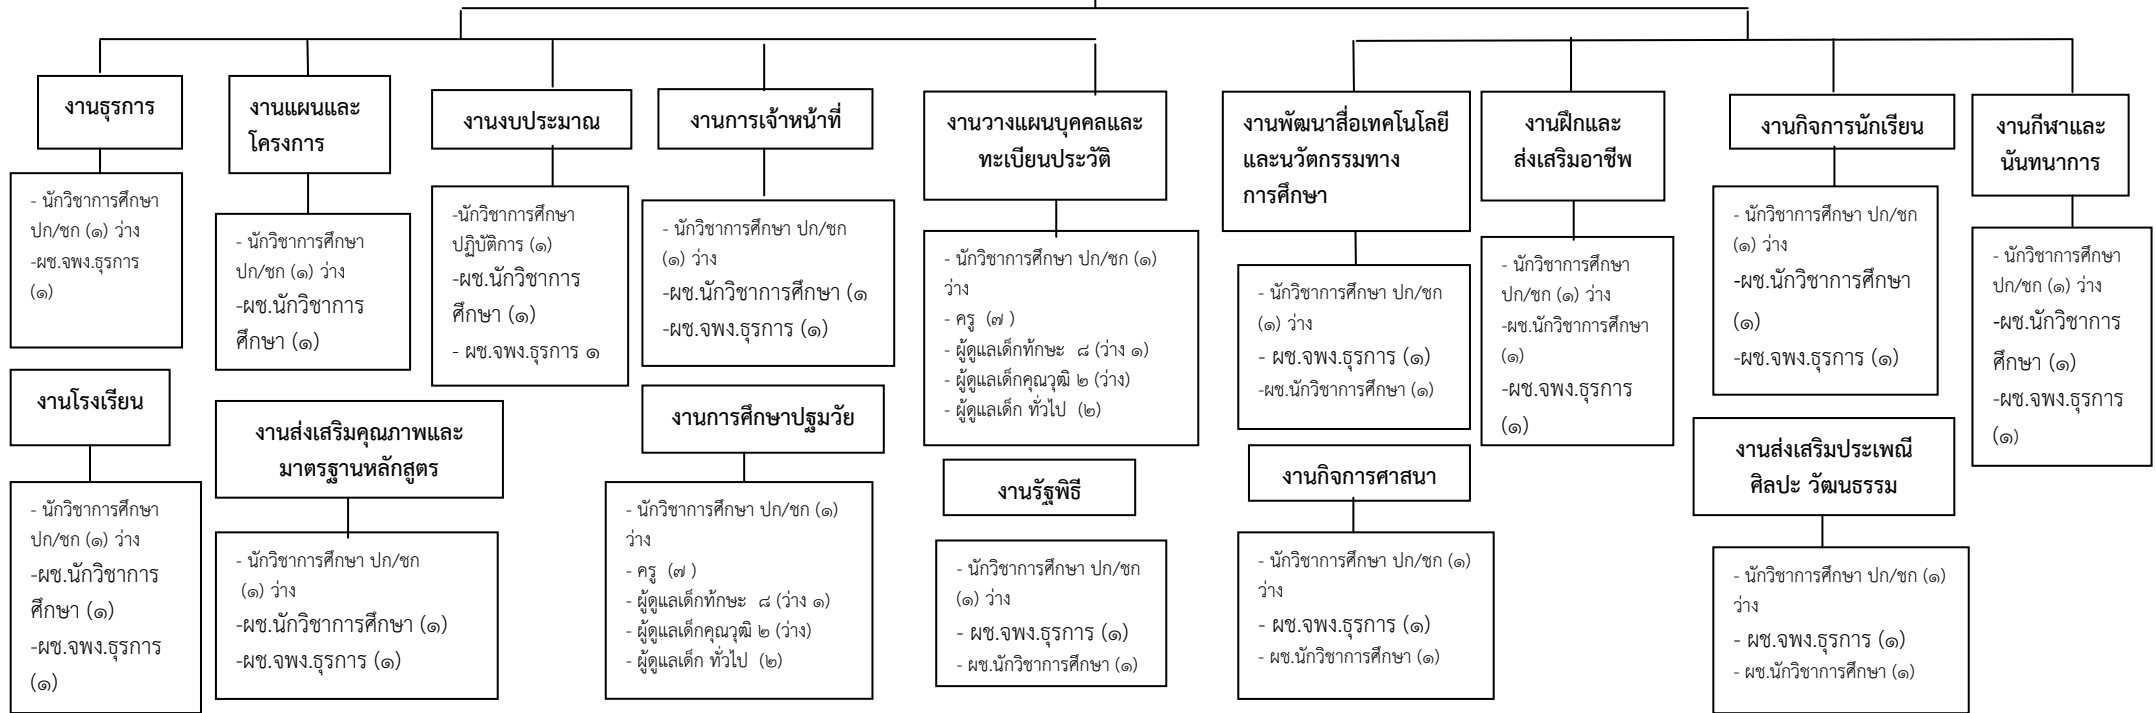 งานธุรการ
- นักวิชาการศึกษา
ปก/ชก (๑) ว่าง
-ผช.จพง.ธุรการ
(๑)
งานแผนและ
โครงการ
- นักวิชาการศึกษา
ปก/ชก (๑) ว่าง
-ผช.นักวิชาการ
ศึกษา (๑)
งานงบประมาณ
-นักวิชาการศึกษา
ปฏิบัติการ (๑)
-ผช.นักวิชาการ
ศึกษา (๑)
- ผช.จพง.ธุรการ ๑
งานการเจ้าหน้าที่
- นักวิชาการศึกษา ปก/ชก
(๑) ว่าง
-ผช.นักวิชาการศึกษา (๑
-ผช.จพง.ธุรการ (๑)
งานวางแผนบุคคลและ
ทะเบียนประวัติ
- นักวิชาการศึกษา ปก/ชก (๑)
ว่าง
- ครู (๗ )
- ผู้ดูแลเด็กทักษะ ๘ (ว่าง ๑)
- ผู้ดูแลเด็กคุณวุฒิ ๒ (ว่าง)
- ผู้ดูแลเด็ก ทั่วไป (๒)
งานพัฒนาสื่อเทคโนโลยี
และนวัตกรรมทาง
การศึกษา
- นักวิชาการศึกษา ปก/ชก
(๑) ว่าง
- ผช.จพง.ธุรการ (๑)
-ผช.นักวิชาการศึกษา (๑)
งานฝึกและ
ส่งเสริมอาชีพ
- นักวิชาการศึกษา
ปก/ชก (๑) ว่าง
-ผช.นักวิชาการศึกษา
(๑)
-ผช.จพง.ธุรการ
(๑)
งานกิจการนักเรียน
- นักวิชาการศึกษา ปก/ชก
(๑) ว่าง
-ผช.นักวิชาการศึกษา
(๑)
-ผช.จพง.ธุรการ (๑)
งานกีฬาและ
นันทนาการ
- นักวิชาการศึกษา
ปก/ชก (๑) ว่าง
-ผช.นักวิชาการ
ศึกษา (๑)
-ผช.จพง.ธุรการ
(๑)
งานโรงเรียน
- นักวิชาการศึกษา
ปก/ชก (๑) ว่าง
-ผช.นักวิชาการ
ศึกษา (๑)
-ผช.จพง.ธุรการ
(๑)
งานส่งเสริมคุณภาพและ
มาตรฐานหลักสูตร
- นักวิชาการศึกษา ปก/ชก
(๑) ว่าง
-ผช.นักวิชาการศึกษา (๑)
-ผช.จพง.ธุรการ (๑)
งานการศึกษาปฐมวัย
- นักวิชาการศึกษา ปก/ชก (๑)
ว่าง
- ครู (๗ )
- ผู้ดูแลเด็กทักษะ ๘ (ว่าง ๑)
- ผู้ดูแลเด็กคุณวุฒิ ๒ (ว่าง)
- ผู้ดูแลเด็ก ทั่วไป (๒)
งานรัฐพิธี
- นักวิชาการศึกษา ปก/ชก
(๑) ว่าง
- ผช.จพง.ธุรการ (๑)
- ผช.นักวิชาการศึกษา (๑)
งานกิจการศาสนา
- นักวิชาการศึกษา ปก/ชก (๑)
ว่าง
- ผช.จพง.ธุรการ (๑)
- ผช.นักวิชาการศึกษา (๑)
งานส่งเสริมประเพณี
ศิลปะ วัฒนธรรม
- นักวิชาการศึกษา ปก/ชก (๑)
ว่าง
- ผช.จพง.ธุรการ (๑)
- ผช.นักวิชาการศึกษา (๑)